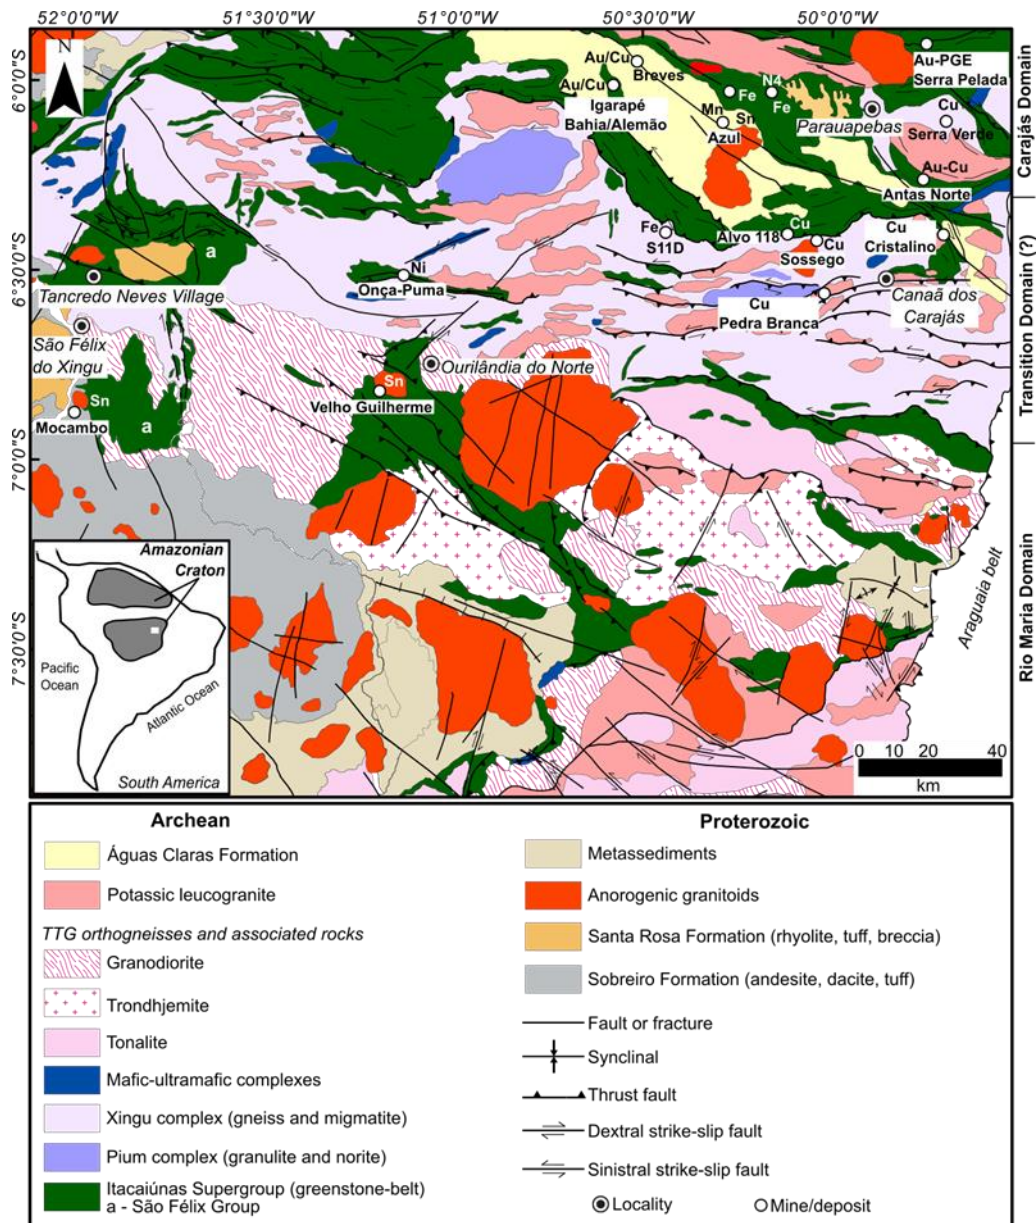 52°00"0"W 51°30"0"W 51°00"0"W 50°30"0"W 50°00"0"W
N
6°0'0"S
6°30'0"S
7°0'0"S
7°30'0"S
Au/Cu
Breves
Au/Cu
Igarapé
Bahia/Alemão
Mn
Sn
Azul
Fe
N4
Fe
Parauapebas
Au-PGE
Serra Pelada
Cu
Serra Verde
Au-Cu
Antas Norte
Fe
S11D
Alvo 118
Cu
Cu
Sossego
Cu
Cristalino
Cu
Pedra Branca
Canaã dos
Carajás
a
Tancredo Neves Village
Ni
Onça-Puma
São Félix
do Xingu
Sn
Mocambo
a
Sn
Velho Guilherme
Ourilândia do Norte
Carajás Domain
Transition Domain (?)
Rio Maria Domain
Araguaia belt
Amazonian
Craton
Pacific
Ocean
Atlantic Ocean
South America
0 10 20 40
km
Archean
Águas Claras Formation
Potassic leucogranite
TTG orthogneisses and associated rocks
Granodiorite
Trondhjemite
Tonalite
Mafic-ultramafic complexes
Xingu complex (gneiss and migmatite)
Pium complex (granulite and norite)
Itacaiúnas Supergroup (greenstone-belt)
a - São Félix Group
Proterozoic
Metassediments
Anorogenic granitoids
Santa Rosa Formation (rhyolite, tuff, breccia)
Sobreiro Formation (andesite, dacite, tuff)
Fault or fracture
Synclinal
Thrust fault
Dextral strike-slip fault
Sinistral strike-slip fault
Locality
Mine/deposit